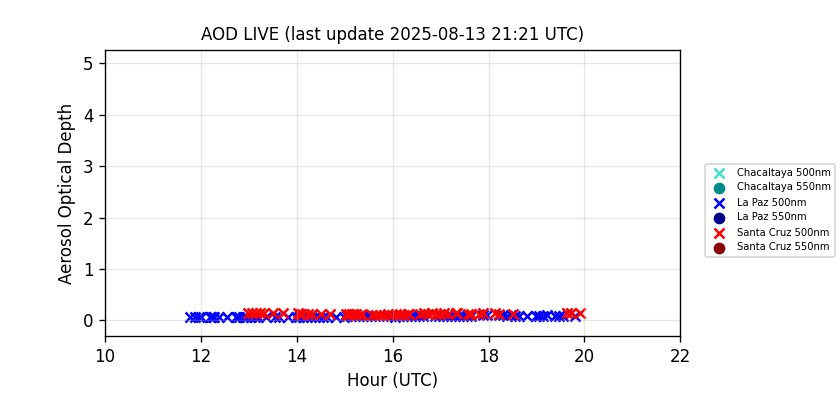 AOD LIVE (last update 2025-08-13 21:21 UTC)
Aerosol Optical Depth
5
4
3
2
1
0
10 12 14 16 18 20 22
Hour (UTC)
Chacaltaya 500nm
Chacaltaya 550nm
La Paz 500nm
La Paz 550nm
Santa Cruz 500nm
Santa Cruz 550nm